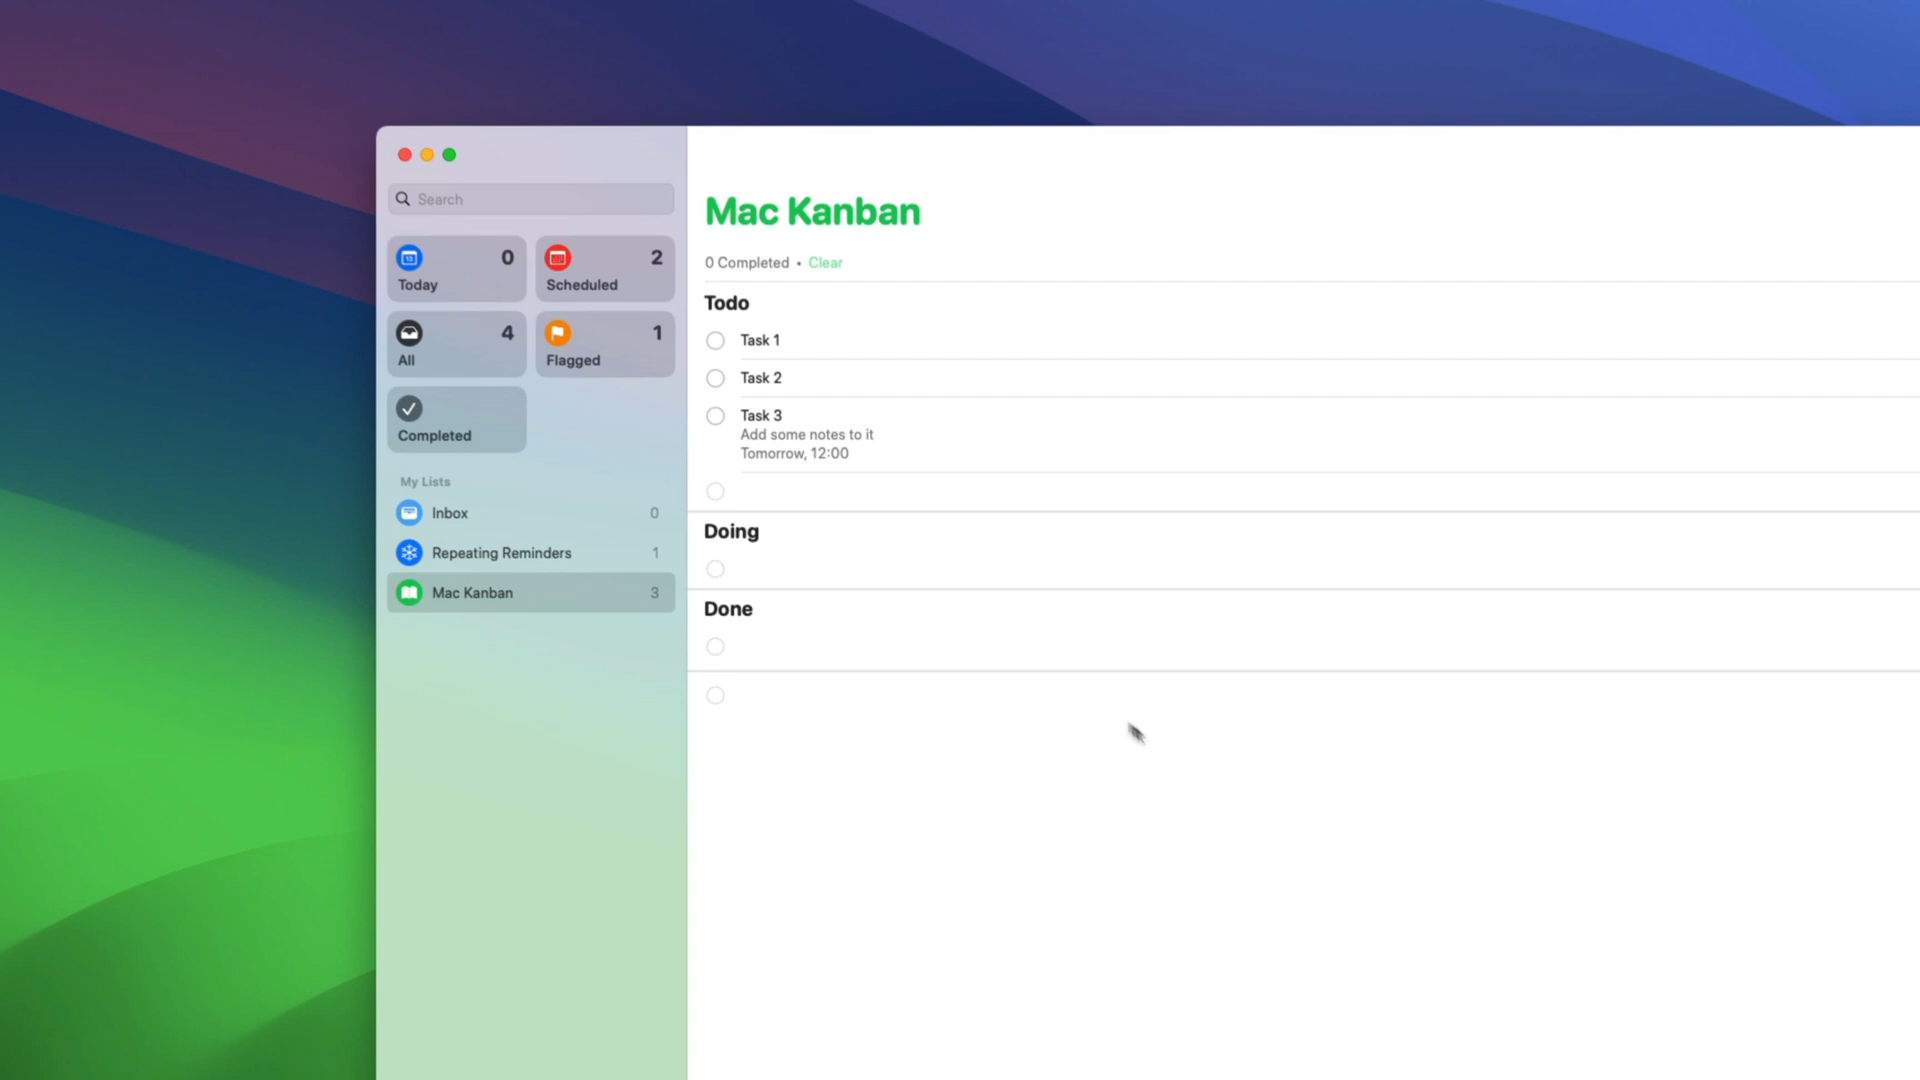 Search
0
Today
2
Scheduled
4
All
1
Flagged
Completed
My Lists
Inbox 0
Repeating Reminders 1
Mac Kanban 3
Mac Kanban
0 Completed • Clear
Todo
Task 1
Task 2
Task 3
Add some notes to it
Tomorrow, 12:00
Doing
Done